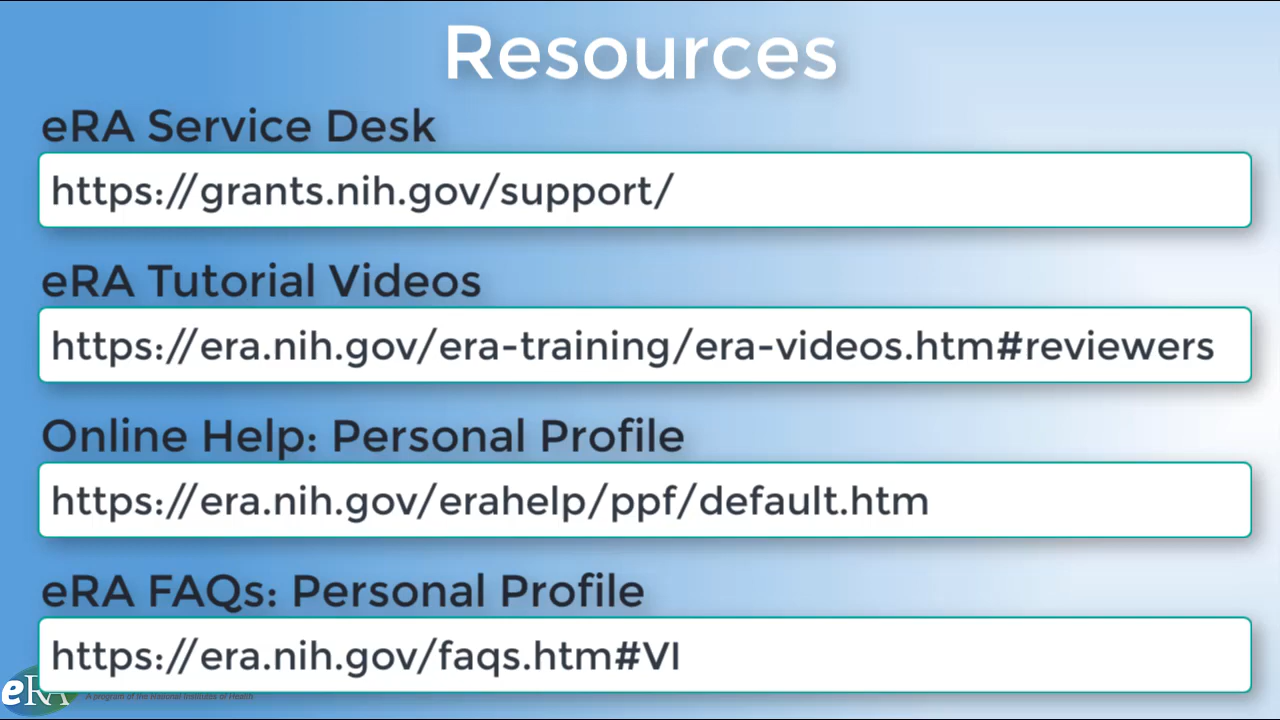 Resources
eRA Service Desk
https://grants.nih.gov/support/
eRA Tutorial Videos
https://era.nih.gov/era-training/era-videos.htm#reviewers
Online Help: Personal Profile
https://era.nih.gov/erahelp/ppf/default.htm
eRA FAQs: Personal Profile
https://era.nih.gov/faqs.htm#VI
eRA A program of the National Institutes of Health